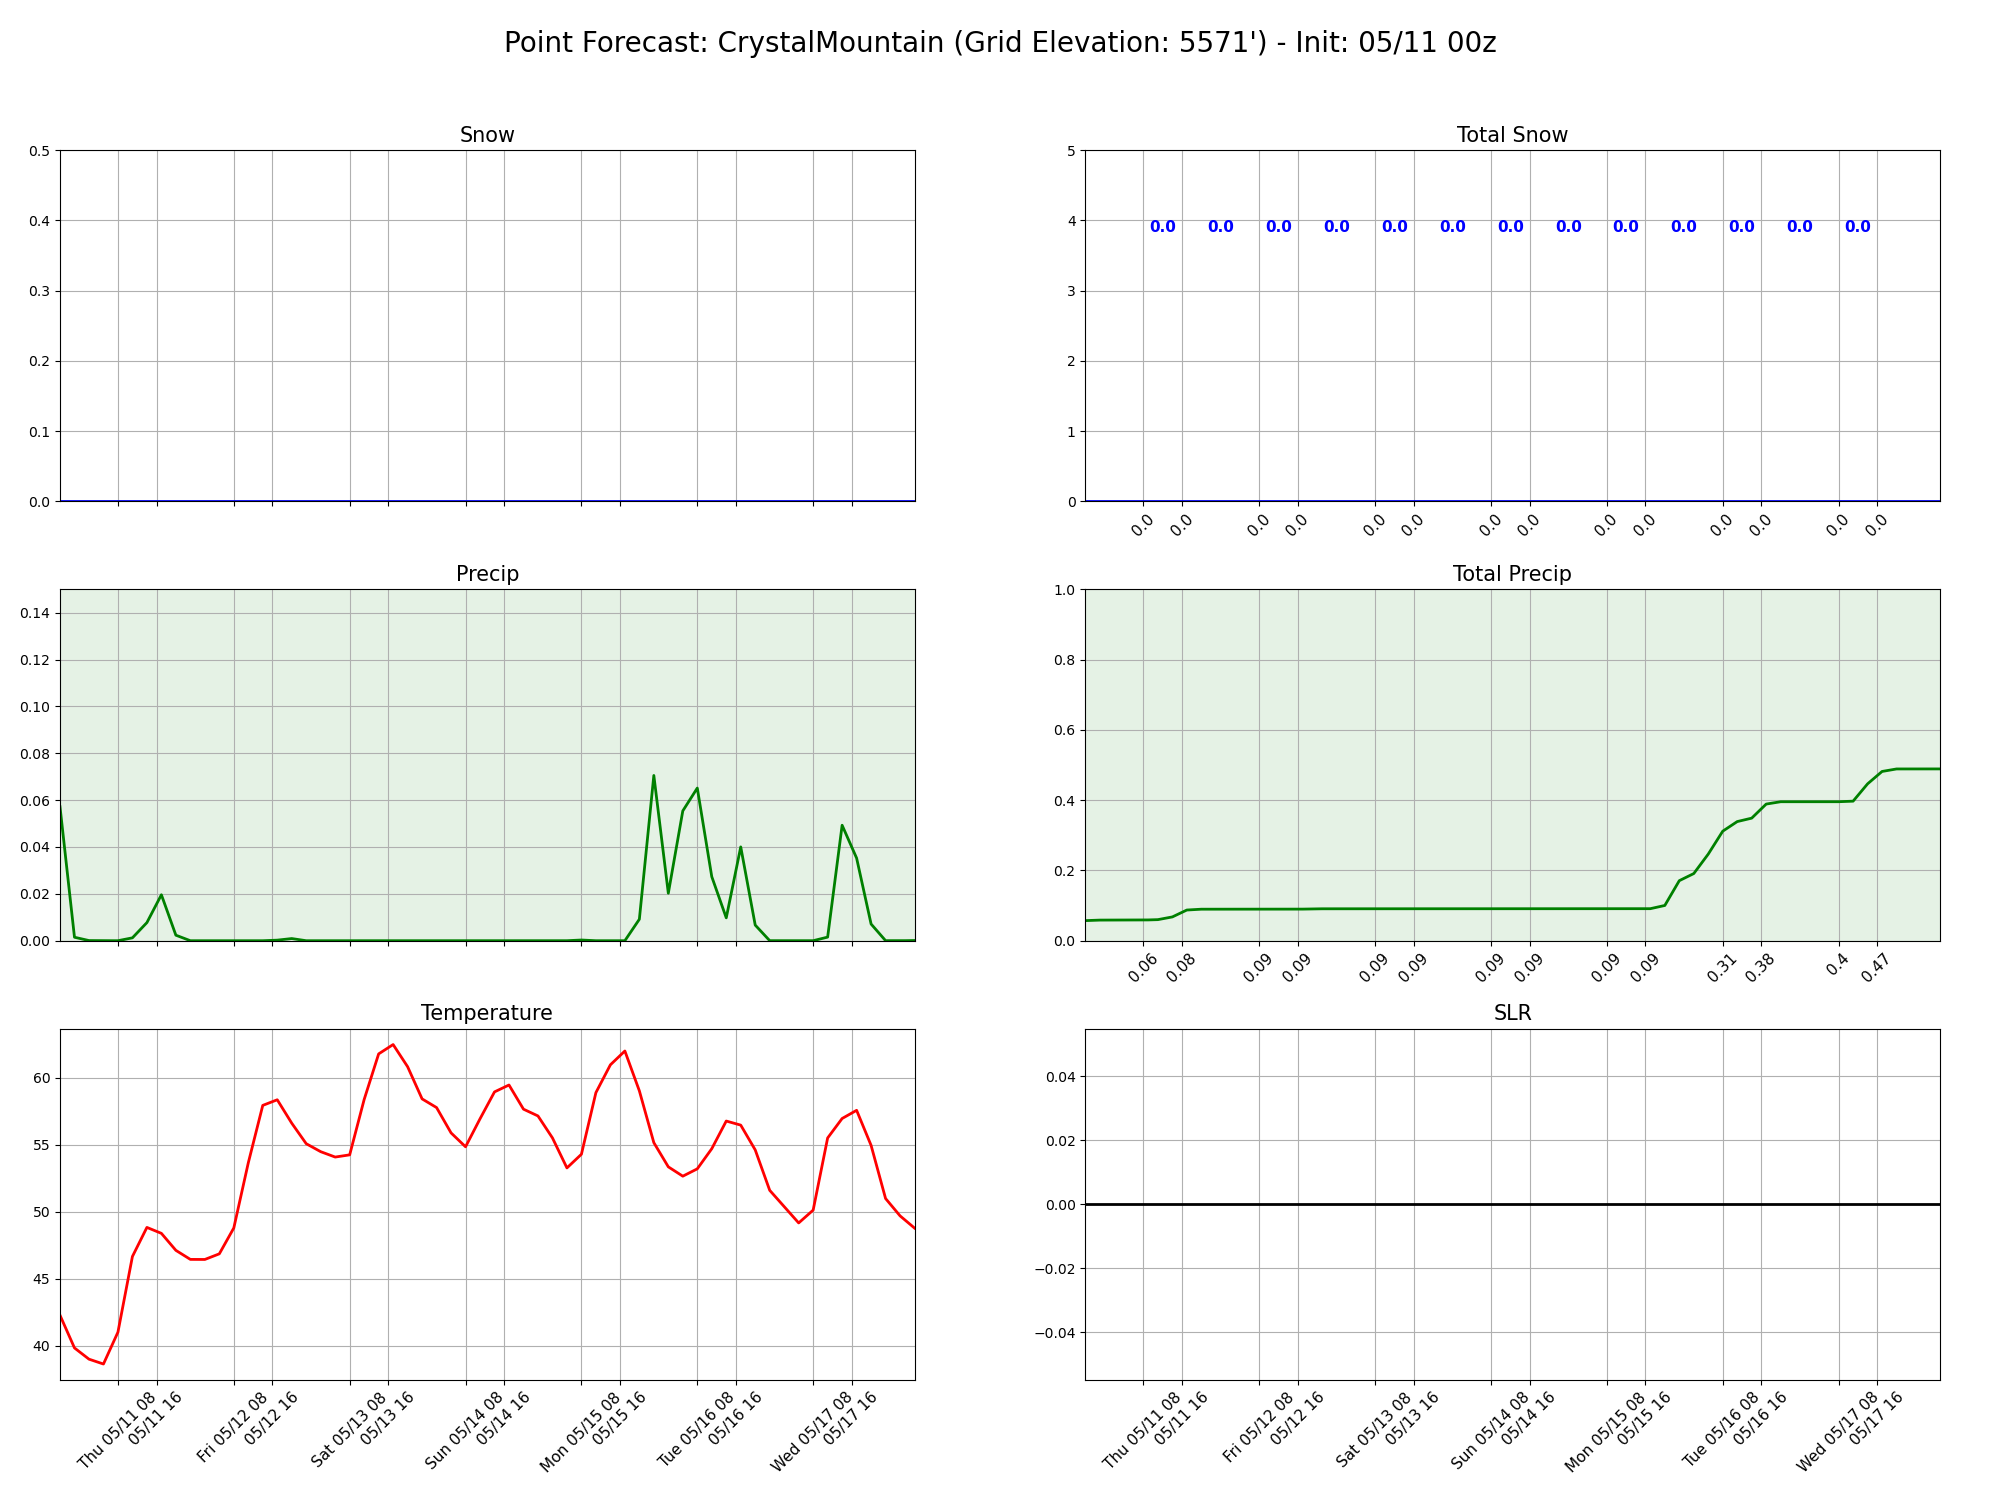 Point Forecast: CrystalMountain (Grid Elevation: 5571') - Init: 05/11 00z
Snow
0.5
0.4
0.3
0.2
0.1
0.0
Total Snow
5
4
3
2
1
0
0.0 0.0 0.0 0.0 0.0 0.0 0.0 0.0 0.0 0.0 0.0 0.0 0.0
0.0 0.0 0.0 0.0 0.0 0.0 0.0 0.0 0.0 0.0 0.0 0.0 0.0 0.0
Precip
0.14
0.12
0.10
0.08
0.06
0.04
0.02
0.00
Total Precip
1.0
0.8
0.6
0.4
0.2
0.0
0.06 0.08 0.09 0.09 0.09 0.09 0.09 0.09 0.09 0.09 0.31 0.38 0.4 0.47
Temperature
60
55
50
45
40
Thu 05/11 08
05/11 16
Fri 05/12 08
05/12 16
Sat 05/13 08
05/13 16
Sun 05/14 08
05/14 16
Mon 05/15 08
05/15 16
Tue 05/16 08
05/16 16
Wed 05/17 08
05/17 16
SLR
0.04
0.02
0.00
−0.02
−0.04
Thu 05/11 08
05/11 16
Fri 05/12 08
05/12 16
Sat 05/13 08
05/13 16
Sun 05/14 08
05/14 16
Mon 05/15 08
05/15 16
Tue 05/16 08
05/16 16
Wed 05/17 08
05/17 16